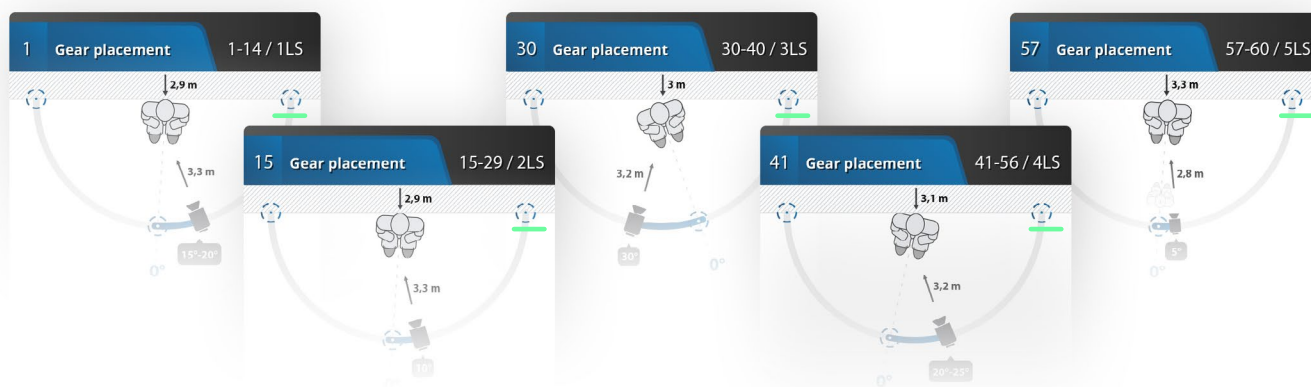 1 Gear placement 1-14 / 1LS
2,9 m
3,3 m
15°-20°
0°
15 Gear placement 15-29 / 2LS
2,9 m
3,3 m
10°
30 Gear placement 30-40 / 3LS
3 m
3,2 m
30°
0°
41 Gear placement 41-56 / 4LS
3,1 m
3,2 m
20°-25°
0°
57 Gear placement 57-60 / 5LS
3,3 m
2,8 m
5°
0°